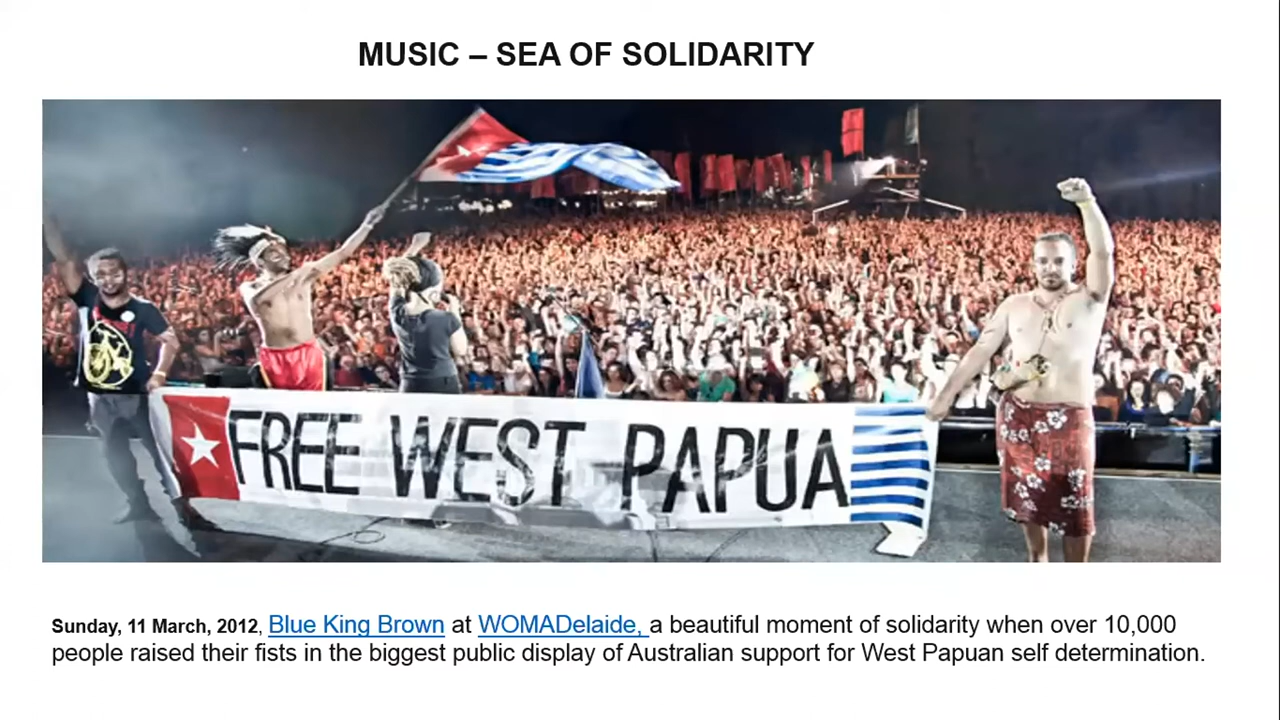 MUSIC – SEA OF SOLIDARITY
FREE WEST PAPUA
Sunday, 11 March, 2012, Blue King Brown at WOMADelaide, a beautiful moment of solidarity when over 10,000
people raised their fists in the biggest public display of Australian support for West Papuan self determination.